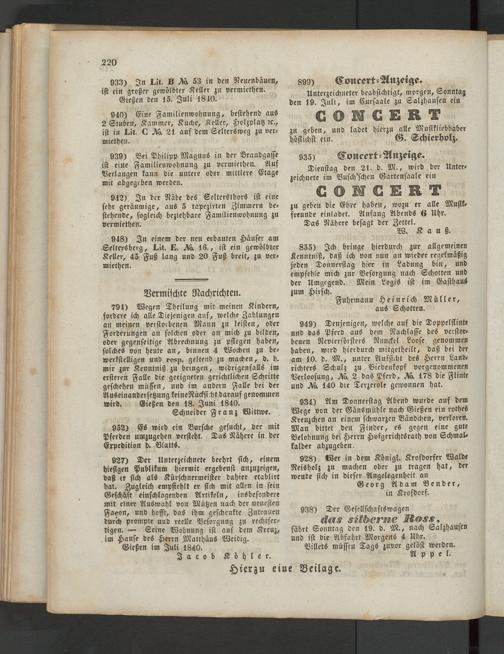 220
933) In Lit. B №. 53 in den Neuenbäuen,
ist ein großer gewölbter Keller zu vermiethen.
Gießen den 15. Juli 1840.
940) Eine Familienwohnung, bestehend aus
2 Stuben, Kammer, Küche, Keller, Holzplatz ꝛc.,
ist in Lit. C №. 21 auf dem Seltersweg zu ver-
miethen.
939) Bei Philipp Magnus in der Brandgasse
ist eine Familienwohnung zu vermiethen. Auf
Verlangen kann die untere oder mittlere Etage
mit abgegeben werden.
942) In der Nähe des Seltersthors ist eine
sehr geräumige, aus 5 tapezirten Zimmern be-
stehende, sogleich beziehbare Familienwohnung zu
vermiethen.
948) In einem der neu erbauten Häuser am
Seltersberg, Lit. E. №. 16., ist ein gewölbter
Keller, 45 Fuß lang und 20 Fuß breit, zu ver-
miethen.
Vermischte Nachrichten.
791) Wegen Theilung mit meinen Kindern,
fordere ich alle Diejenigen auf, welche Zahlungen
an meinen verstorbenen Mann zu leisten, oder
Forderungen an solchen oder an mich zu bilden,
oder gegenseitige Abrechnung zu pflegen haben,
solches von heute an, binnen 4 Wochen zu be-
werkstelligen und resp. geltend zu machen, d. h.
mir zur Kenntniß zu bringen, widrigenfalls im
ersteren Falle die geeigneten gerichtlichen Schritte
geschehen müssen, und im andern Falle bei der
Auseinandersetzung keine Rücksicht darauf genommen
wird. Gießen den 18. Juni 1840.
Schneider Franz Wittwe.
952) Es wird ein Bursche gesucht, der mit
Pferden umzugehen versteht. Das Nähere in der
Expedition d. Blatts.
927) Der Unterzeichnete beehrt sich, einem
hiesigen Publikum hiermit ergebenst anzuzeigen,
daß er sich als Kürschnermeister dahier etablirt
hat. Zugleich empfiehlt er sich mit allen in sein
Geschäft einschlagenden Artikeln, insbesondere
mit einer Auswahl von Mützen nach der neuesten
Façon, und hofft, das ihm geschenkte Zutrauen
durch prompte und reelle Besorgung zu rechtfer-
tigen. — Seine Wohnung ist auf dem Kreuz,
im Hause des Herrn Matthäus Weidig.
Gießen im Juli 1840.
Jacob Köhler.
899) Concert-Anzeige.
Unterzeichneter beabsichtigt, morgen, Sonntag
den 19. Juli, im Cursaale zu Salzhausen ein
CONCERT
zu geben, und ladet hierzu alle Musikliebhaber
höflichst ein. G. Schierholz.
935) Concert-Anzeige.
Dienstag den 21. d. M., wird der Unter-
zeichnete im Busch'schen Gartensaale ein
CONCERT
zu geben die Ehre haben, wozu er alle Musik-
freunde einladet. Anfang Abends 6 Uhr.
Das Nähere besagt der Zettel.
W. Kauß.
855) Ich bringe hierdurch zur allgemeinen
Kenntniß, daß ich von nun an wieder regelmäßig
jeden Donnerstag hier in Ladung bin, und
empfehle mich zur Besorgung nach Schotten und
der Umgegend. Mein Logis ist im Gasthaus
zum Hirsch.
Fuhrmann Heinrich Müller,
aus Schotten.
949) Denjenigen, welche auf die Doppelflinte
und das Pferd aus dem Nachlasse des verstor-
benen Revierförsters Runckel Loose genommen
haben, wird hierdurch mitgetheilt, daß bei der
am 10. d. M., unter Aufsicht des Herrn Land-
richters Schulz zu Biedenkopf vorgenommenen
Verloosung, №. 2 das Pferd, №. 178 die Flinte
und №. 140 die Terzerole gewonnen hat.
934) Am Donnerstag Abend wurde auf dem
Wege von der Gänsmühle nach Gießen ein rothes
Kreuzchen an einem schwarzen Bändchen, verloren.
Man bittet den Finder, es gegen eine gute
Belohnung bei Herrn Hofgerichtsrath von Schmal-
kalder abzugeben.
928) Wer in dem Königl. Krofdorfer Walde
Reisholz zu machen oder zu tragen hat, der
wende sich in dieser Angelegenheit an
Georg Adam Bender,
in Krofdorf.
938) Der Gesellschaftswagen
das silberne Ross,
fährt Sonntag den 19. d. M., nach Salzhausen
und ist die Abfahrt Morgens 4 Uhr.
Billets müssen Tags zuvor gelöst werden.
Appel.
Hierzu eine Beilage.